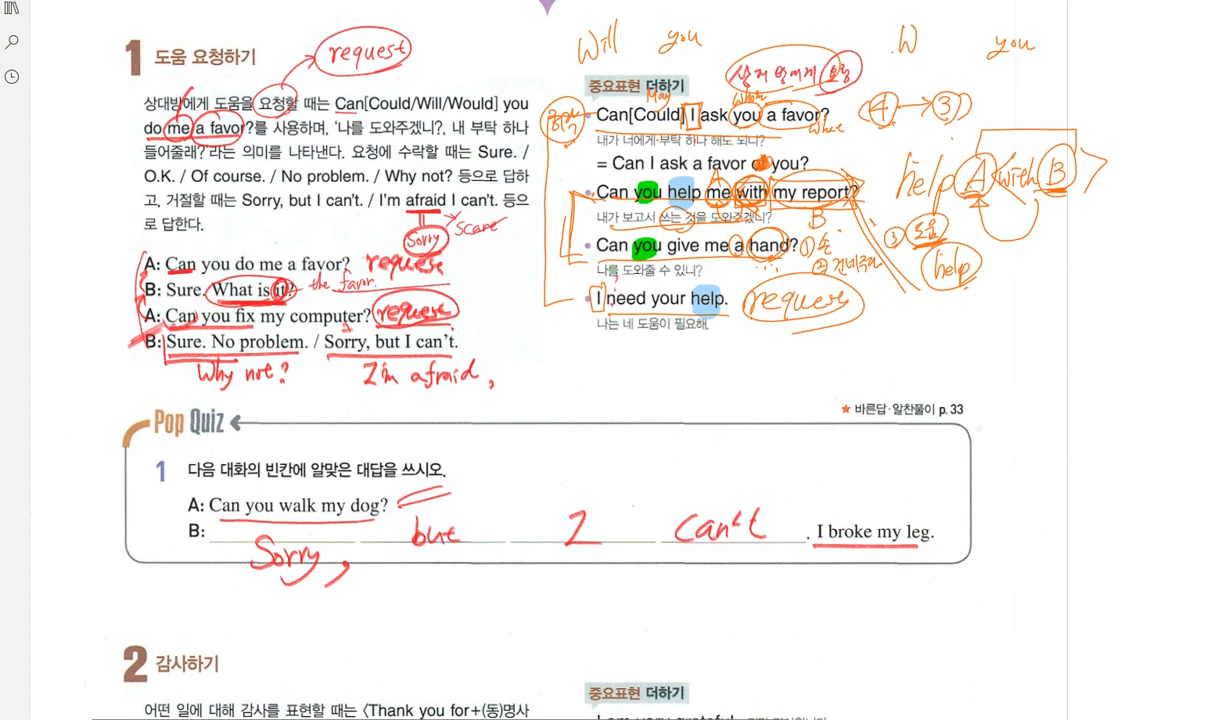 1 도움 요청하기
request
상대방에게 도움을 요청할 때는 Can[Could/Will/Would] you
do me a favor?를 사용하며, '나를 도와주겠니?, 내 부탁 하나
들어줄래?'라는 의미를 나타낸다. 요청에 수락할 때는 Sure. /
O.K. / Of course. / No problem. / Why not? 등으로 답하
고, 거절할 때는 Sorry, but I can't. / I'm afraid I can't. 등으
로 답한다.
Sorry
Scare
A: Can you do me a favor? request
B: Sure. What is it? the favor.
A: Can you fix my computer? request
B: Sure. No problem. / Sorry, but I can't.
Why not? I'm afraid,
Will you
W you
중요표현 더하기
May
Can[Could] I ask you a favor?
④ → ③
내가 너에게 부탁 하나 해도 되니?
= Can I ask a favor of you?
help A with B
Can you help me with my report?
A
B
내가 보고서 쓰는 것을 도와주겠니?
Can you give me a hand?
① 손
② 건네주다
③ 도움
help
나를 도와줄 수 있니?
I need your help. request
나는 네 도움이 필요해.
Pop Quiz
★ 바른답·알찬풀이 p. 33
1 다음 대화의 빈칸에 알맞은 대답을 쓰시오.
A: Can you walk my dog?
B: Sorry, but I can't . I broke my leg.
2 감사하기
중요표현 더하기
어떤 일에 대해 감사를 표현할 때는 〈Thank you for+(동)명사